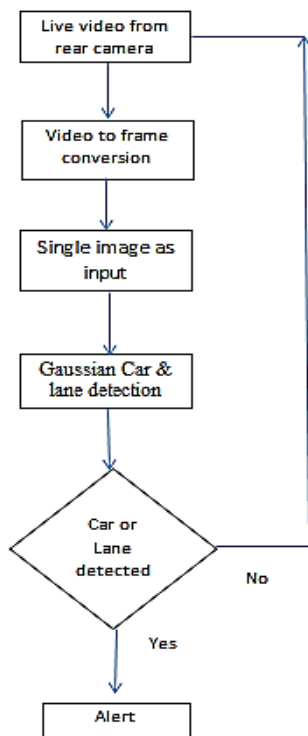 Live video from
rear camera
Video to frame
conversion
Single image as
input
Gaussian Car &
lane detection
Car or
Lane
detected
No
Yes
Alert